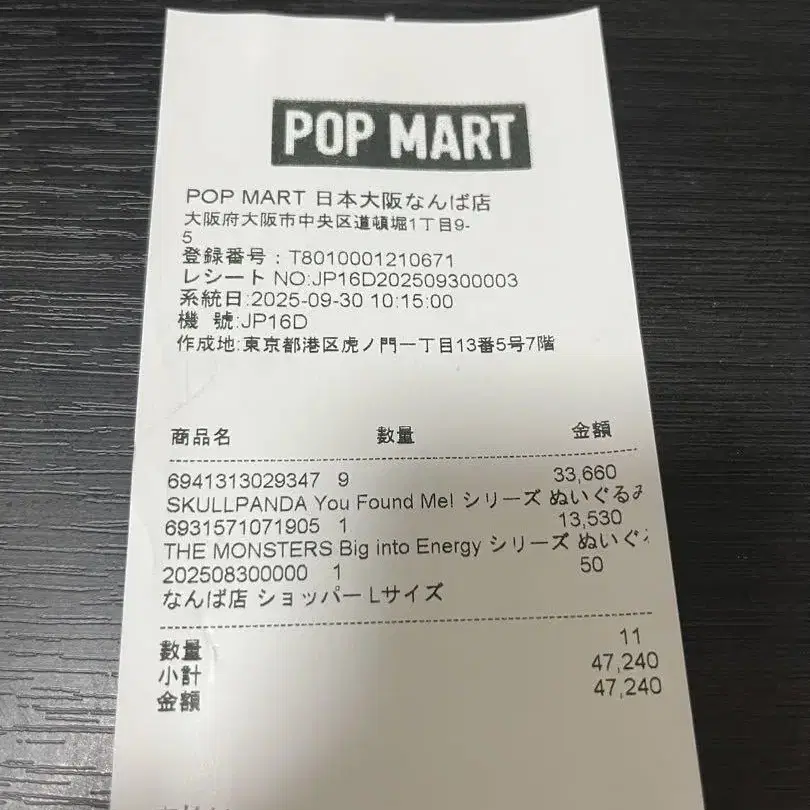 POP MART
POP MART 日本大阪なんば店
大阪府大阪市中央区道頓堀1丁目9-
5
登録番号：T8010001210671
レシート NO:JP16D202509300003
系統日:2025-09-30 10:15:00
機 號:JP16D
作成地:東京都港区虎ノ門一丁目13番5号7階
商品名 数量 金額
6941313029347 9 33,660
SKULLPANDA You Found Me! シリーズ ぬいぐるみ
6931571071905 1 13,530
THE MONSTERS Big into Energy シリーズ ぬいぐ
202508300000 1 50
なんば店 ショッパー Lサイズ
數量 11
小計 47,240
金額 47,240